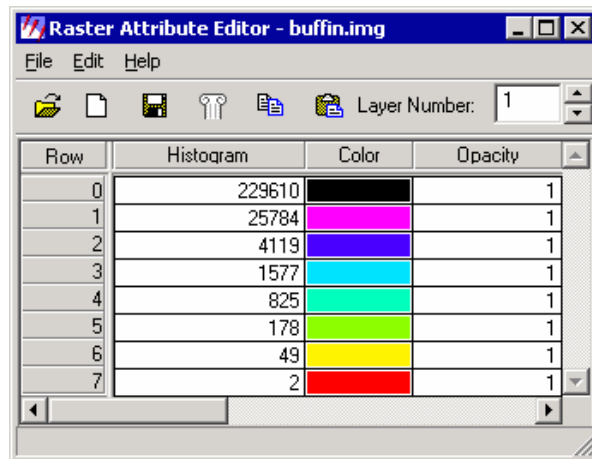 Raster Attribute Editor - buffin.img
File Edit Help
Layer Number: 1
Row Histogram Color Opacity
0 229610 1
1 25784 1
2 4119 1
3 1577 1
4 825 1
5 178 1
6 49 1
7 2 1